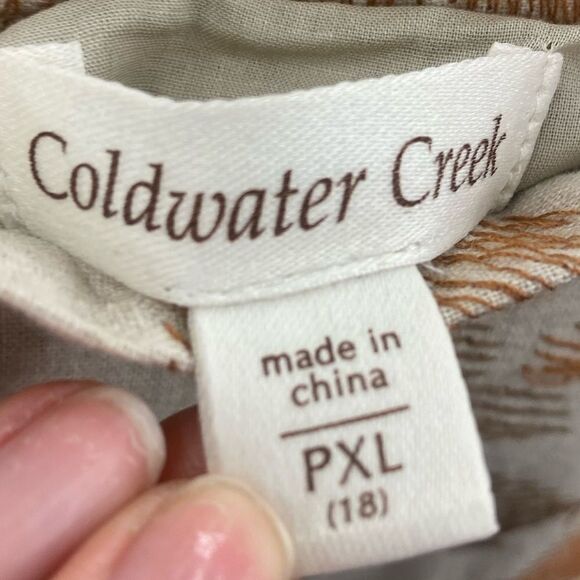 Coldwater Creek
made in
china
PXL
(18)